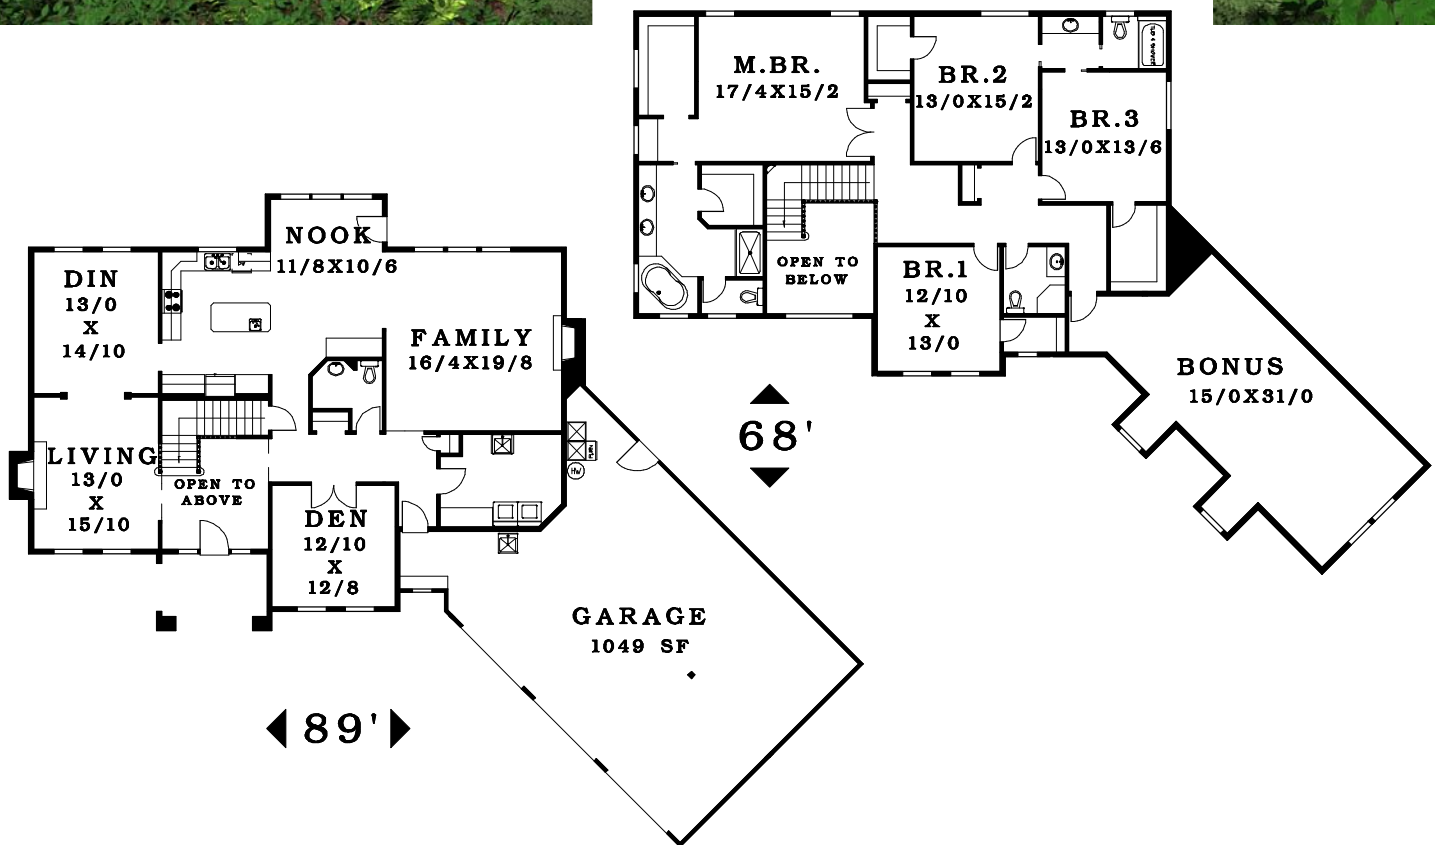 M.BR.
17/4X15/2
BR.2
13/0X15/2
BR.3
13/0X13/6
TUB & SHOWER
OPEN TO
BELOW
BR.1
12/10
X
13/0
BONUS
15/0X31/0
68'
NOOK
11/8X10/6
DIN
13/0
X
14/10
FAMILY
16/4X19/8
LIVING
13/0
X
15/10
OPEN TO
ABOVE
DEN
12/10
X
12/8
FURN
HW
GARAGE
1049 SF
89'